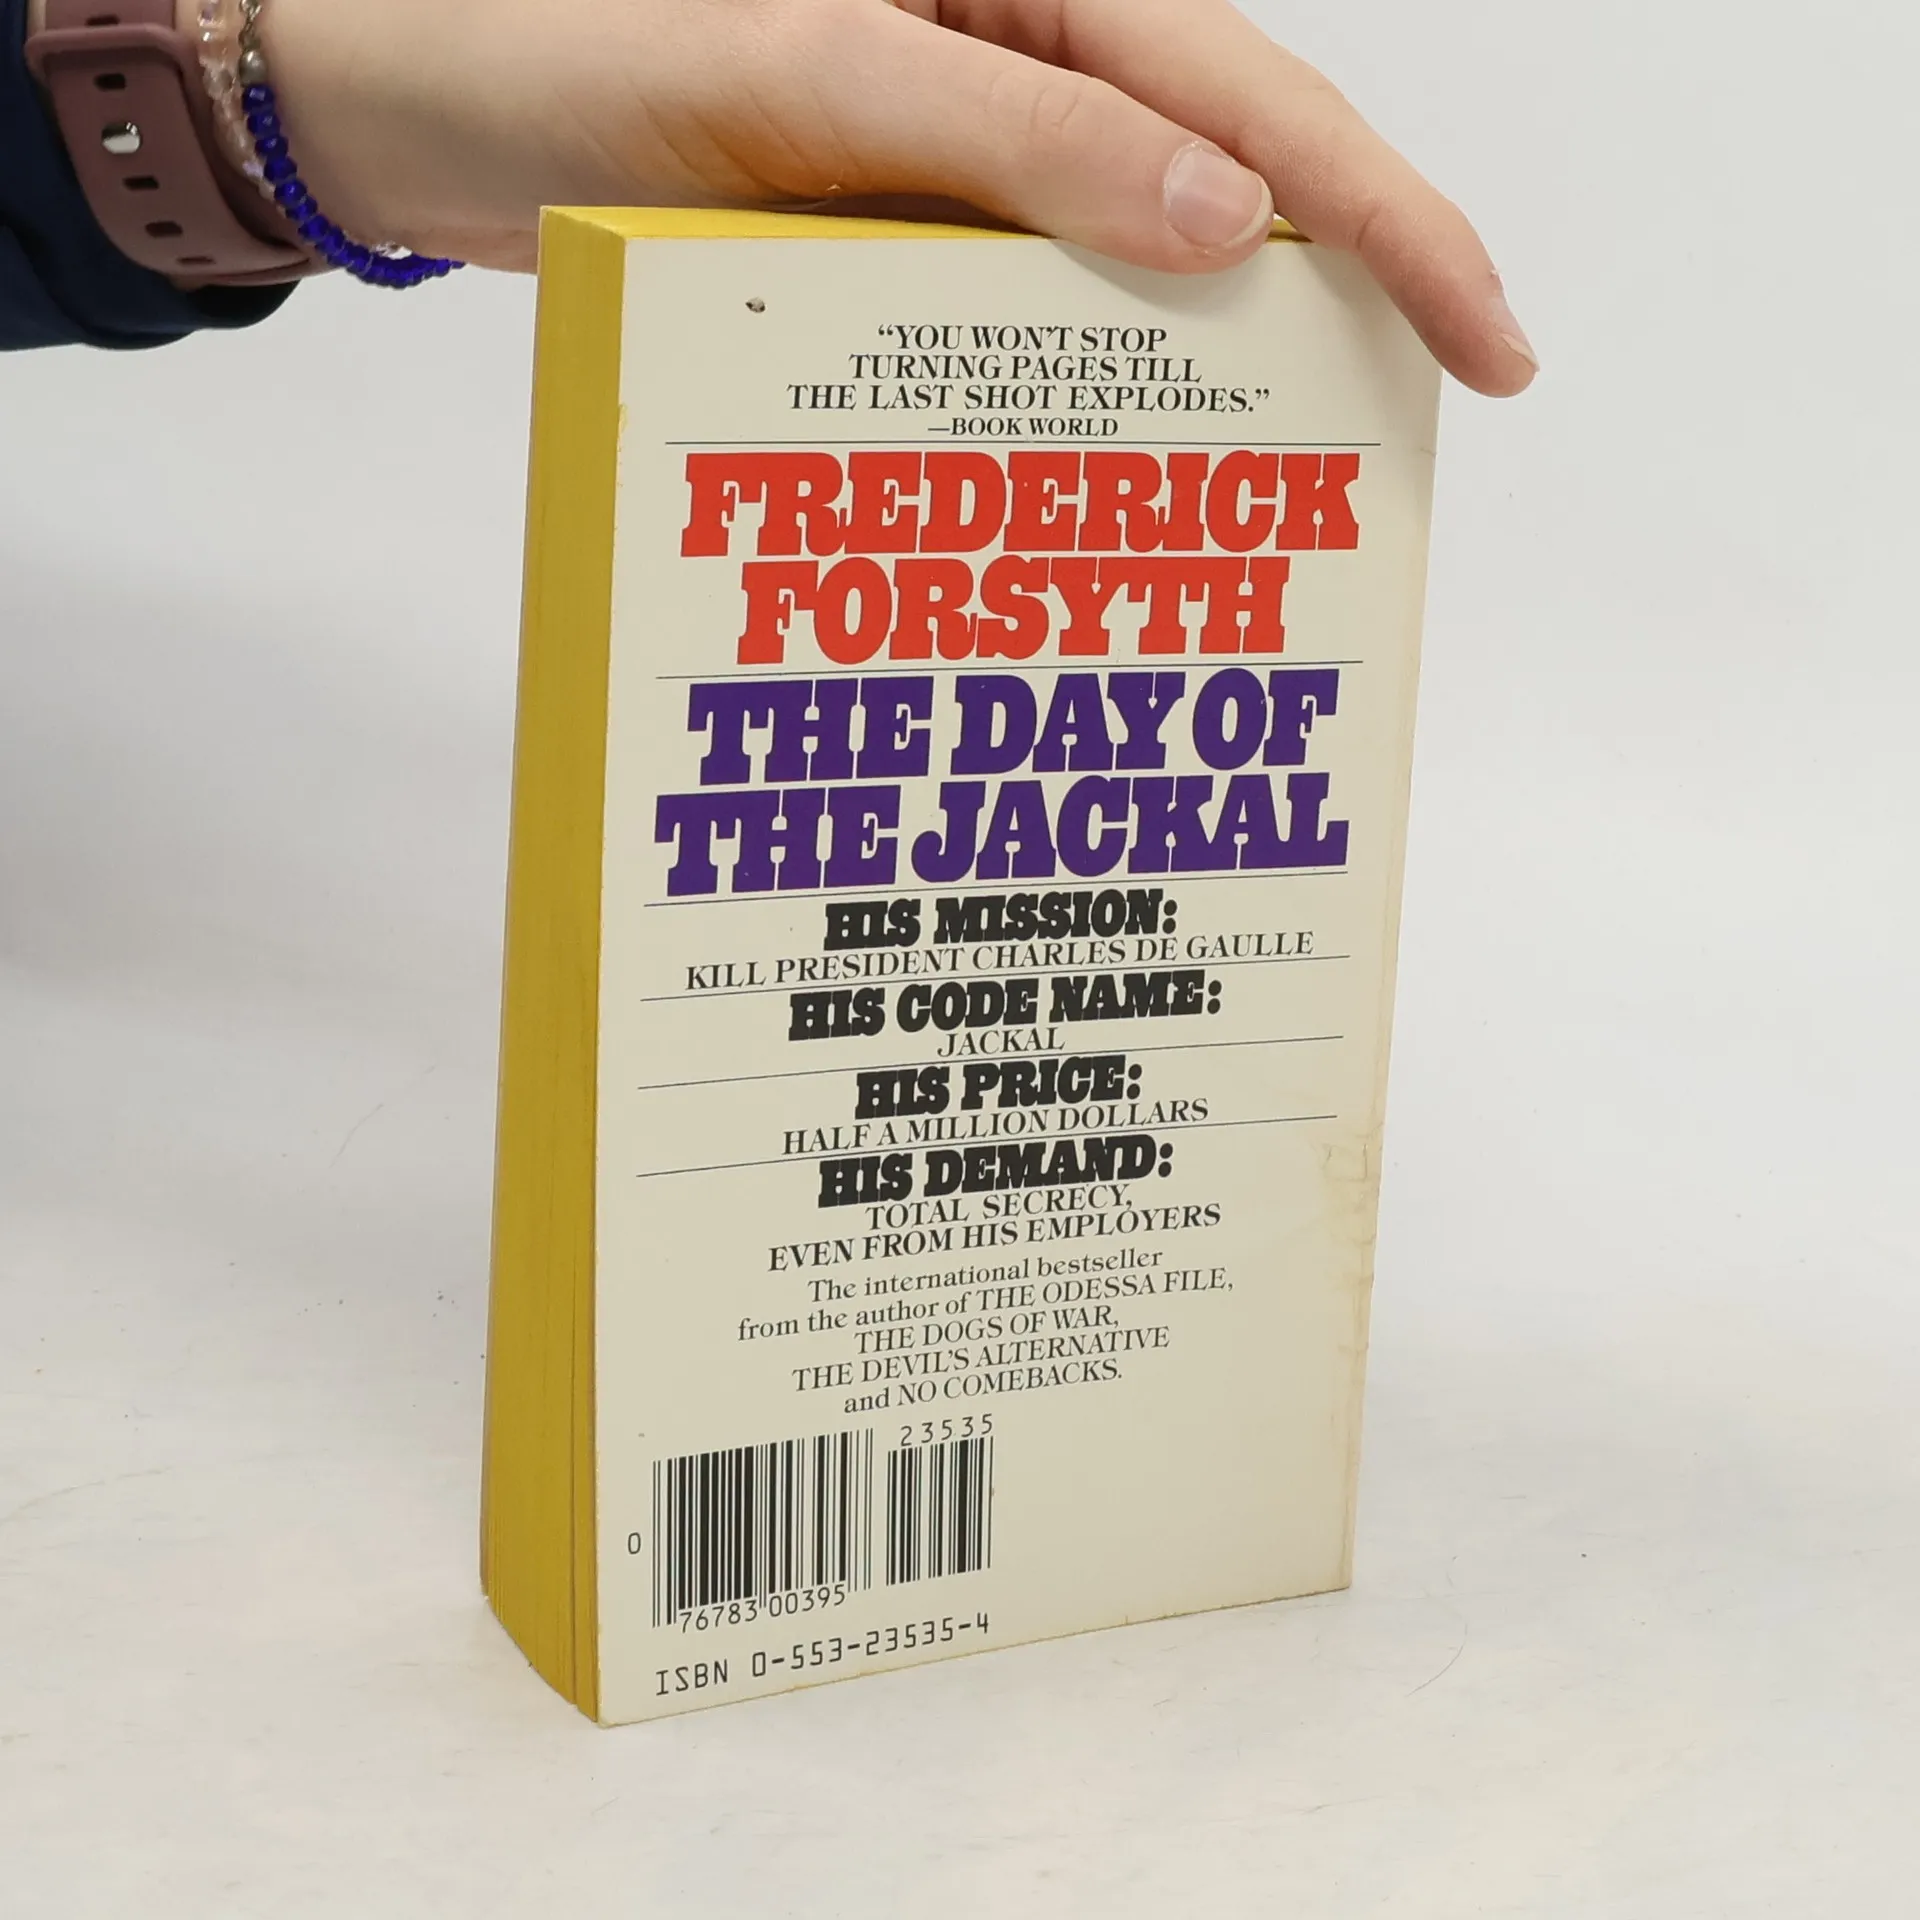 “YOU WON’T STOP
TURNING PAGES TILL
THE LAST SHOT EXPLODES.”
—BOOK WORLD
FREDERICK
FORSYTH
THE DAY OF
THE JACKAL
HIS MISSION:
KILL PRESIDENT CHARLES DE GAULLE
HIS CODE NAME:
JACKAL
HIS PRICE:
HALF A MILLION DOLLARS
HIS DEMAND:
TOTAL SECRECY,
EVEN FROM HIS EMPLOYERS
The international bestseller
from the author of THE ODESSA FILE,
THE DOGS OF WAR,
THE DEVIL’S ALTERNATIVE
and NO COMEBACKS.
23535
0 76783 00395
ISBN 0-553-23535-4